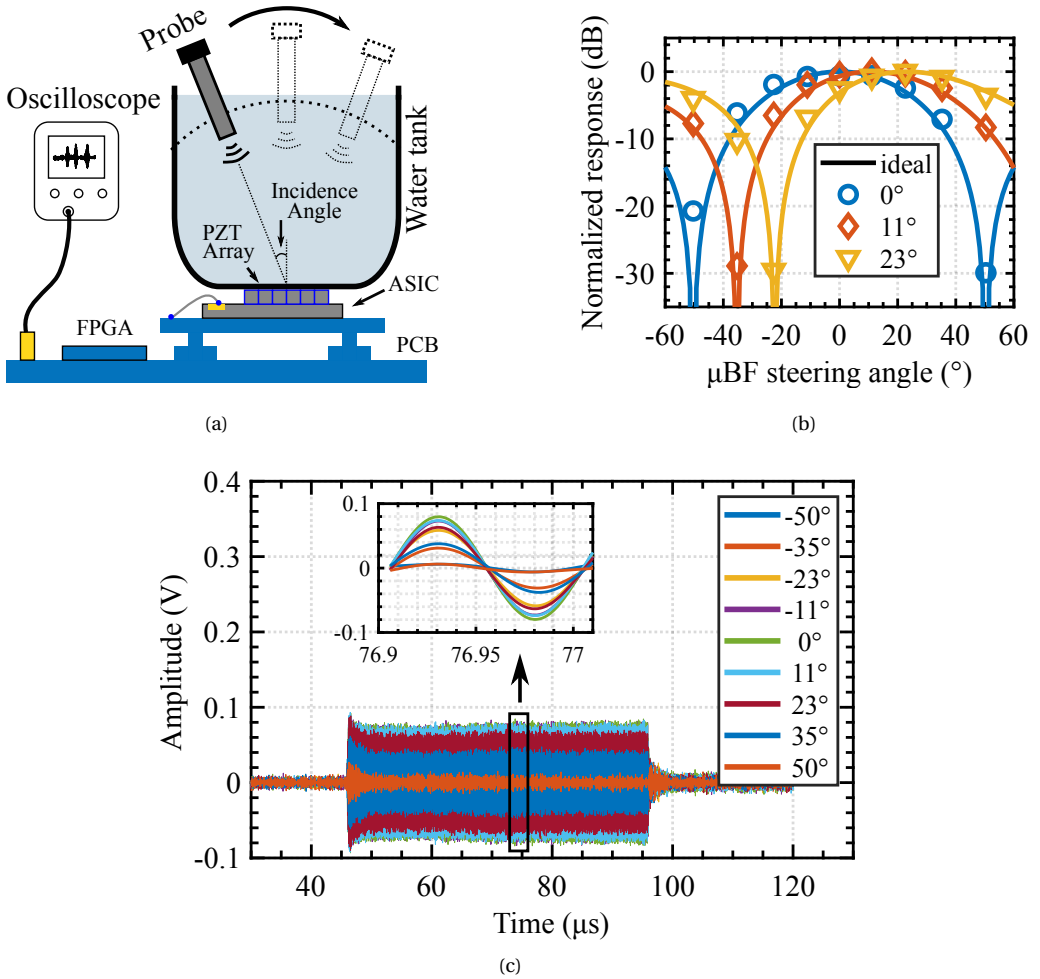 Probe
Oscilloscope
Water tank
Incidence
Angle
PZT
Array
ASIC
FPGA
PCB
(a)
Normalized response (dB)
0
-10
-20
-30
ideal
0°
11°
23°
-60 -40 -20 0 20 40 60
μBF steering angle (°)
(b)
Amplitude (V)
0.4
0.3
0.2
0.1
0
-0.1
0.1
0
-0.1
76.9 76.95 77
-50°
-35°
-23°
-11°
0°
11°
23°
35°
50°
40 60 80 100 120
Time (μs)
(c)